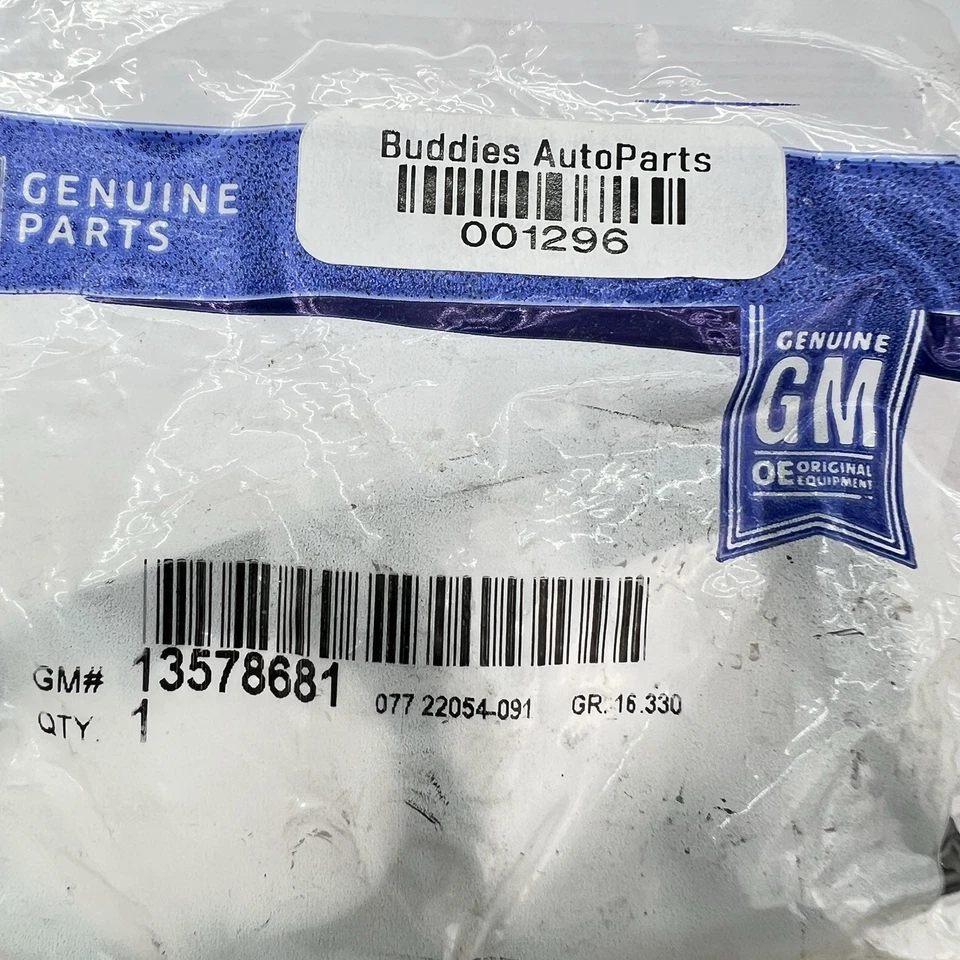 Buddies AutoParts
001296
GENUINE
PARTS
GENUINE
GM
OE ORIGINAL
EQUIPMENT
GM# 13578681 077 22054-091 GR. 16.330
QTY. 1